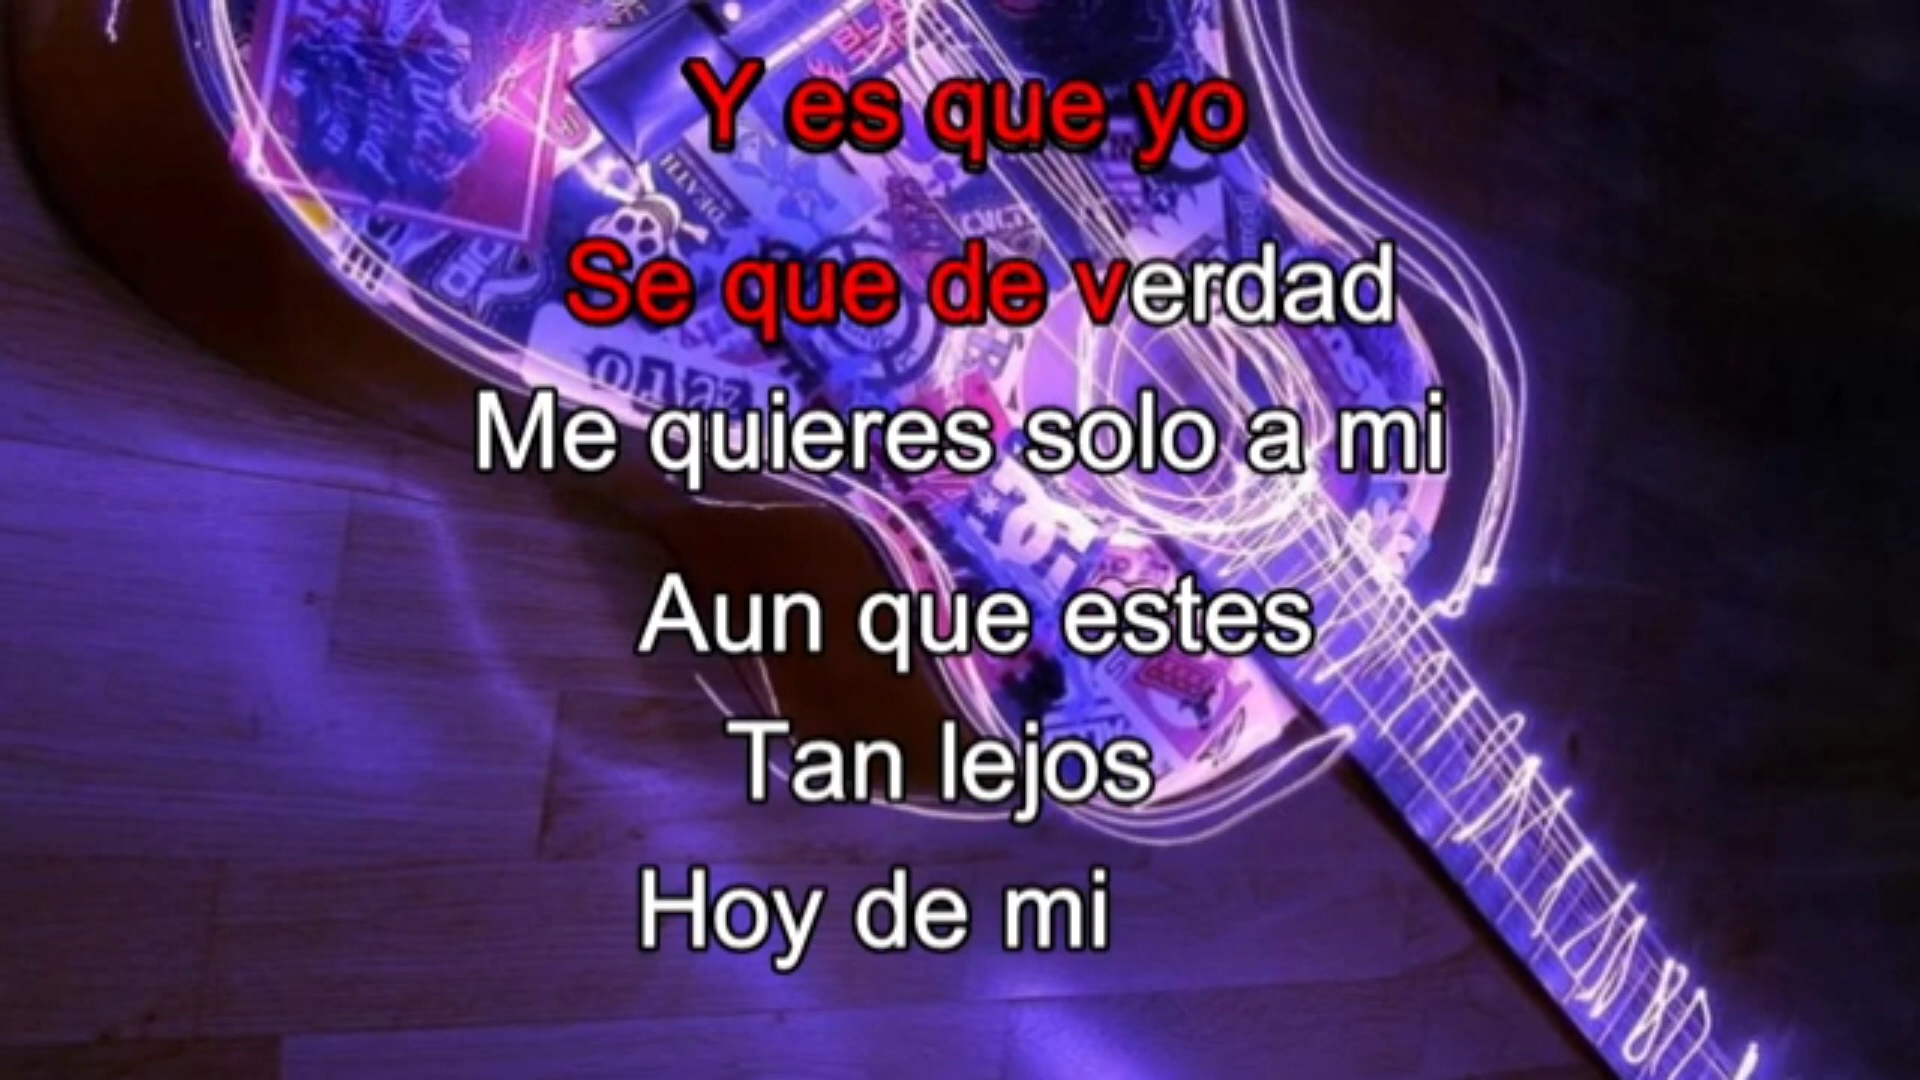 Y es que yo
Se que de verdad
Me quieres solo a mi
Aun que estes
Tan lejos
Hoy de mi
DEATH